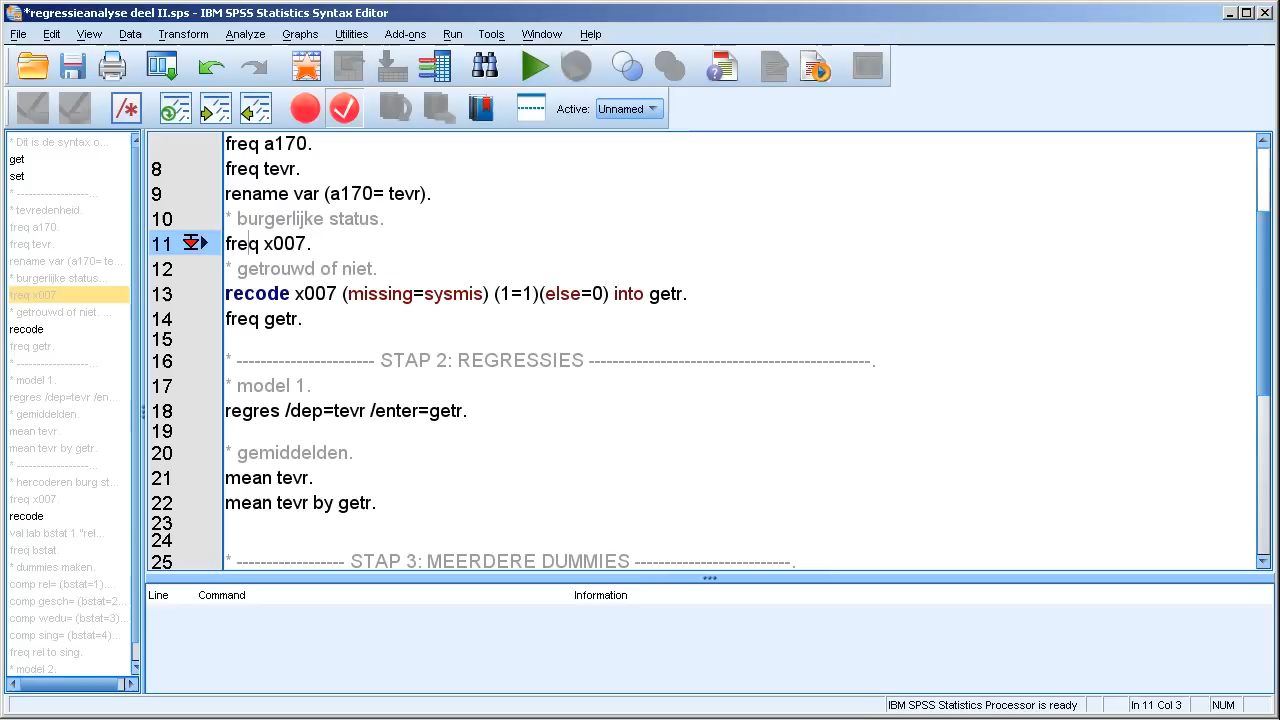 *regressieanalyse deel II.sps - IBM SPSS Statistics Syntax Editor
File Edit View Data Transform Analyze Graphs Utilities Add-ons Run Tools Window Help
Active: Unnamed
* Dit is de syntax o...
get
set
* -------------------...
* tevredenheid.
freq a170.
freq tevr.
rename var (a170= te...
* burgerlijke status...
freq x007.
* getrouwd of niet. ...
recode
freq getr.
* -------------------...
* model 1.
regres /dep=tevr /en...
* gemiddelden.
mean tevr.
mean tevr by getr.
* -------------------...
* hercoderen burg st...
freq x007.
recode
val lab bstat 1 "rel...
freq bstat.
* dummies maken.
comp rel= (bstat=1)....
comp gesch= (bstat=2...
comp wedu= (bstat=3)...
comp sing= (bstat=4)...
freq rel to sing.
* model 2.
freq a170.
8 freq tevr.
9 rename var (a170= tevr).
10 * burgerlijke status.
11 freq x007.
12 * getrouwd of niet.
13 recode x007 (missing=sysmis) (1=1)(else=0) into getr.
14 freq getr.
15
16 * ----------------------- STAP 2: REGRESSIES -----------------------------------------------.
17 * model 1.
18 regres /dep=tevr /enter=getr.
19
20 * gemiddelden.
21 mean tevr.
22 mean tevr by getr.
23
24
25 * ------------------ STAP 3: MEERDERE DUMMIES --------------------------.
Line Command Information
IBM SPSS Statistics Processor is ready In 11 Col 3 NUM